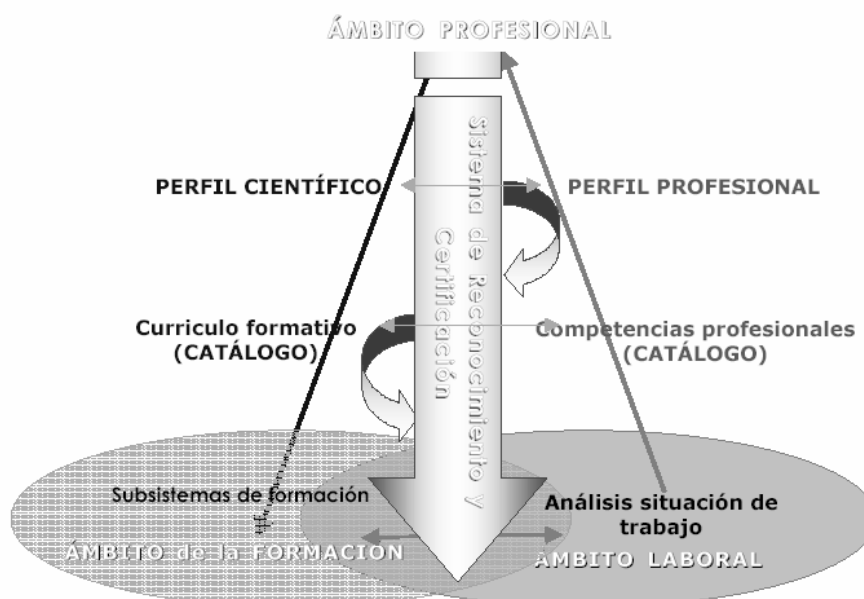 ÁMBITO PROFESIONAL
Sistema de Reconocimiento y
Certificación
PERFIL CIENTÍFICO
PERFIL PROFESIONAL
Curriculo formativo
(CATÁLOGO)
Competencias profesionales
(CATÁLOGO)
Subsistemas de formación
Análisis situación de
trabajo
ÁMBITO de la FORMACIÓN
ÁMBITO LABORAL